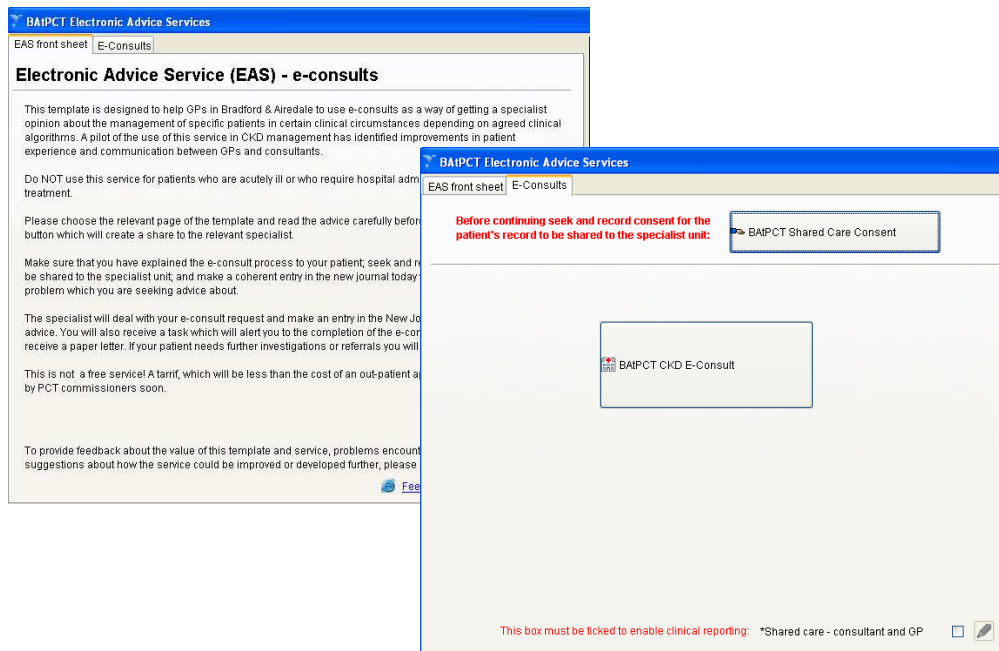 BAtPCT Electronic Advice Services
EAS front sheet E-Consults
Electronic Advice Service (EAS) - e-consults
This template is designed to help GPs in Bradford & Airedale to use e-consults as a way of getting a specialist
opinion about the management of specific patients in certain clinical circumstances depending on agreed clinical
algorithms. A pilot of the use of this service in CKD management has identified improvements in patient
experience and communication between GPs and consultants.
Do NOT use this service for patients who are acutely ill or who require hospital adm
treatment.
Please choose the relevant page of the template and read the advice carefully befor
button which will create a share to the relevant specialist.
Make sure that you have explained the e-consult process to your patient; seek and re
be shared to the specialist unit; and make a coherent entry in the new journal today
problem which you are seeking advice about.
The specialist will deal with your e-consult request and make an entry in the New Jo
advice. You will also receive a task which will alert you to the completion of the e-con
receive a paper letter. If your patient needs further investigations or referrals you will
This is not a free service! A tarrif, which will be less than the cost of an out-patient ap
by PCT commissioners soon.
To provide feedback about the value of this template and service, problems encount
suggestions about how the service could be improved or developed further, please
Fee
BAtPCT Electronic Advice Services
EAS front sheet E-Consults
Before continuing seek and record consent for the
patient's record to be shared to the specialist unit:
BAtPCT Shared Care Consent
BAtPCT CKD E-Consult
This box must be ticked to enable clinical reporting: *Shared care - consultant and GP